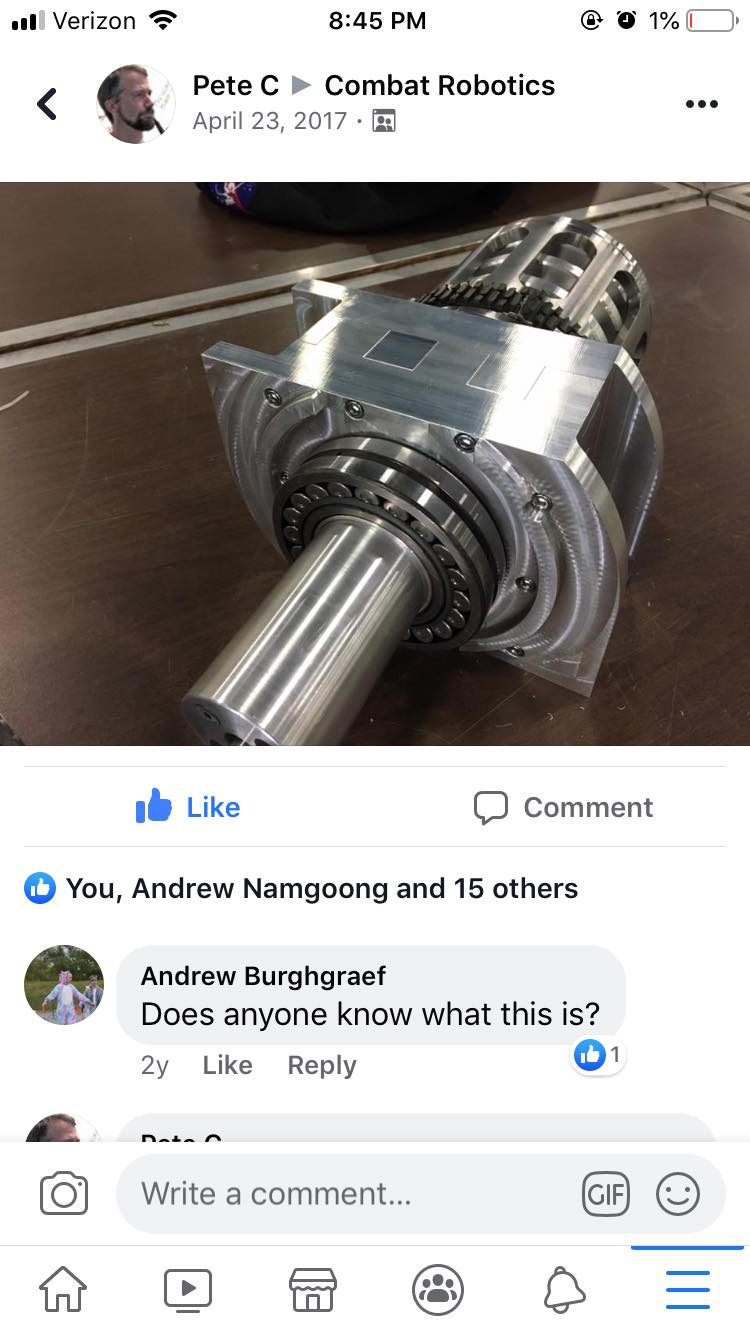 Verizon 8:45 PM 1%
Pete C ▶ Combat Robotics
April 23, 2017 ·
Like Comment
You, Andrew Namgoong and 15 others
Andrew Burghgraef
Does anyone know what this is?
2y Like Reply 1
Pete C
Write a comment... GIF